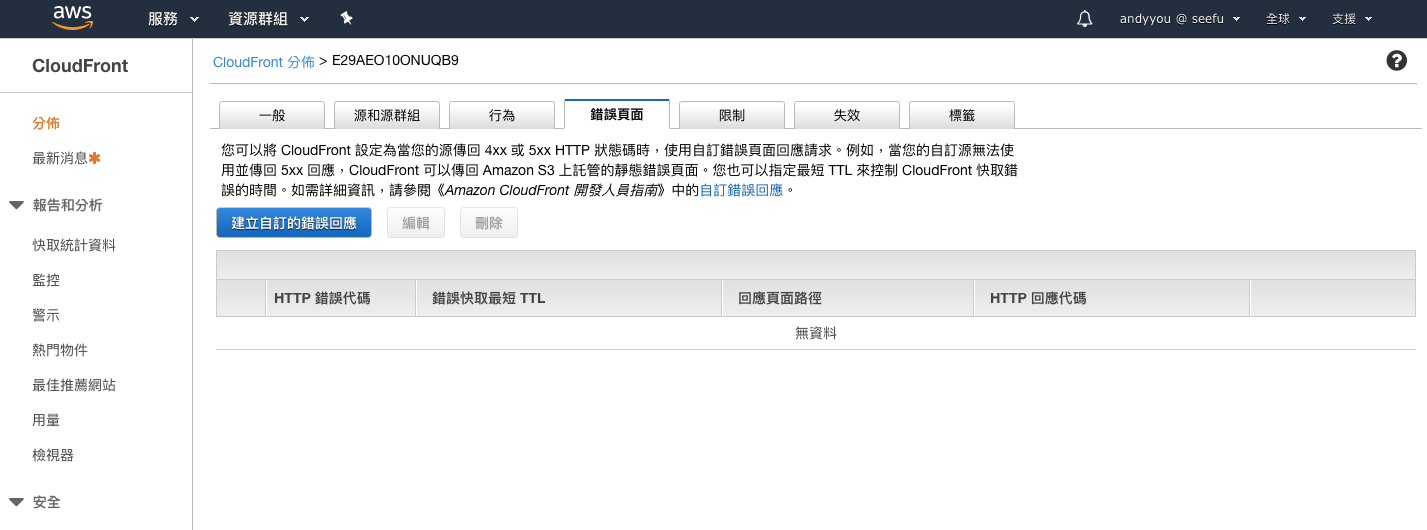 aws 服務 資源群組 andyyou @ seefu 全球 支援
CloudFront
CloudFront 分佈 > E29AEO10ONUQB9
分佈
最新消息
報告和分析
快取統計資料
監控
警示
熱門物件
最佳推薦網站
用量
檢視器
安全
一般 源和源群組 行為 錯誤頁面 限制 失效 標籤
您可以將 CloudFront 設定為當您的源傳回 4xx 或 5xx HTTP 狀態碼時，使用自訂錯誤頁面回應請求。例如，當您的自訂源無法使
用並傳回 5xx 回應，CloudFront 可以傳回 Amazon S3 上託管的靜態錯誤頁面。您也可以指定最短 TTL 來控制 CloudFront 快取錯
誤的時間。如需詳細資訊，請參閱《Amazon CloudFront 開發人員指南》中的自訂錯誤回應。
建立自訂的錯誤回應 編輯 刪除
HTTP 錯誤代碼 錯誤快取最短 TTL 回應頁面路徑 HTTP 回應代碼
無資料